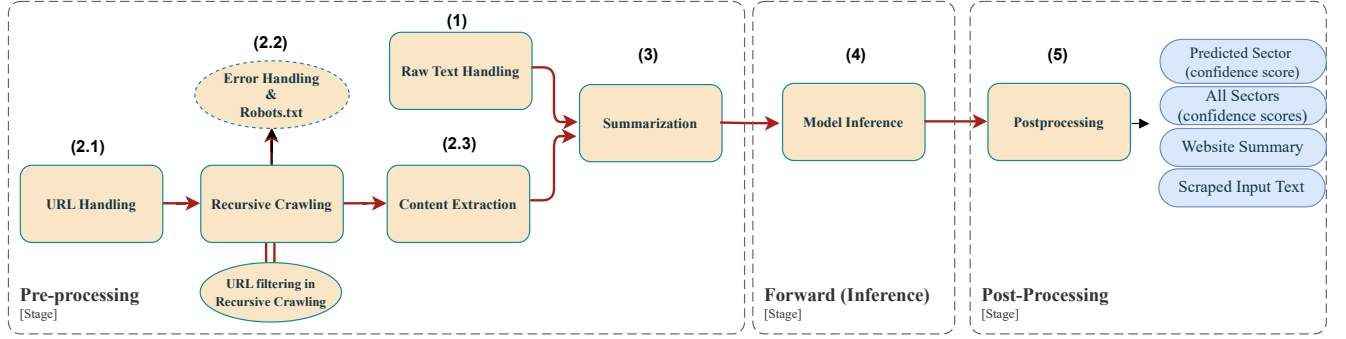 (1)
(2.2)
(3)
(4)
(5)
Error Handling
&
Robots.txt
Raw Text Handling
Summarization
Model Inference
Postprocessing
Predicted Sector
(confidence score)
All Sectors
(confidence scores)
Website Summary
Scraped Input Text
(2.1)
(2.3)
URL Handling
Recursive Crawling
Content Extraction
URL filtering in
Recursive Crawling
Pre-processing
[Stage]
Forward (Inference)
[Stage]
Post-Processing
[Stage]